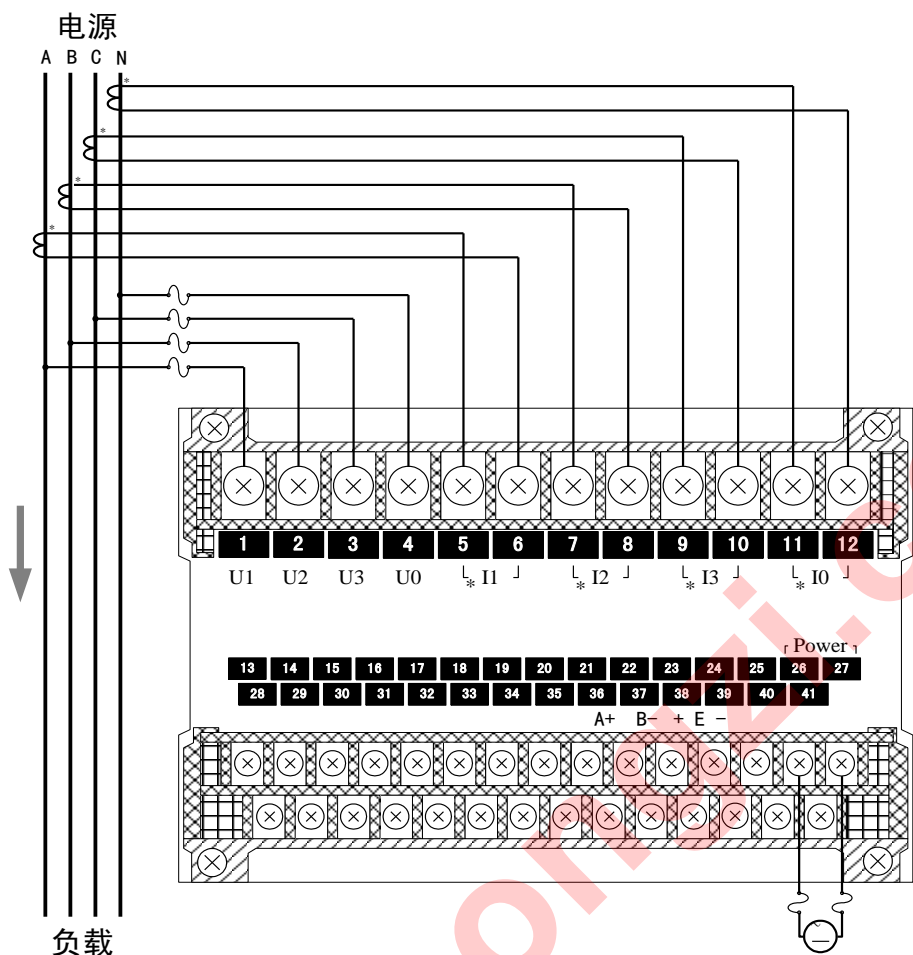 电源
A B C N
*
*
*
*
1 2 3 4 5 6 7 8 9 10 11 12
U1 U2 U3 U0 * I1 * I2 * I3 * I0
Power
13 14 15 16 17 18 19 20 21 22 23 24 25 26 27
28 29 30 31 32 33 34 35 36 37 38 39 40 41
A+ B- + E -
负载